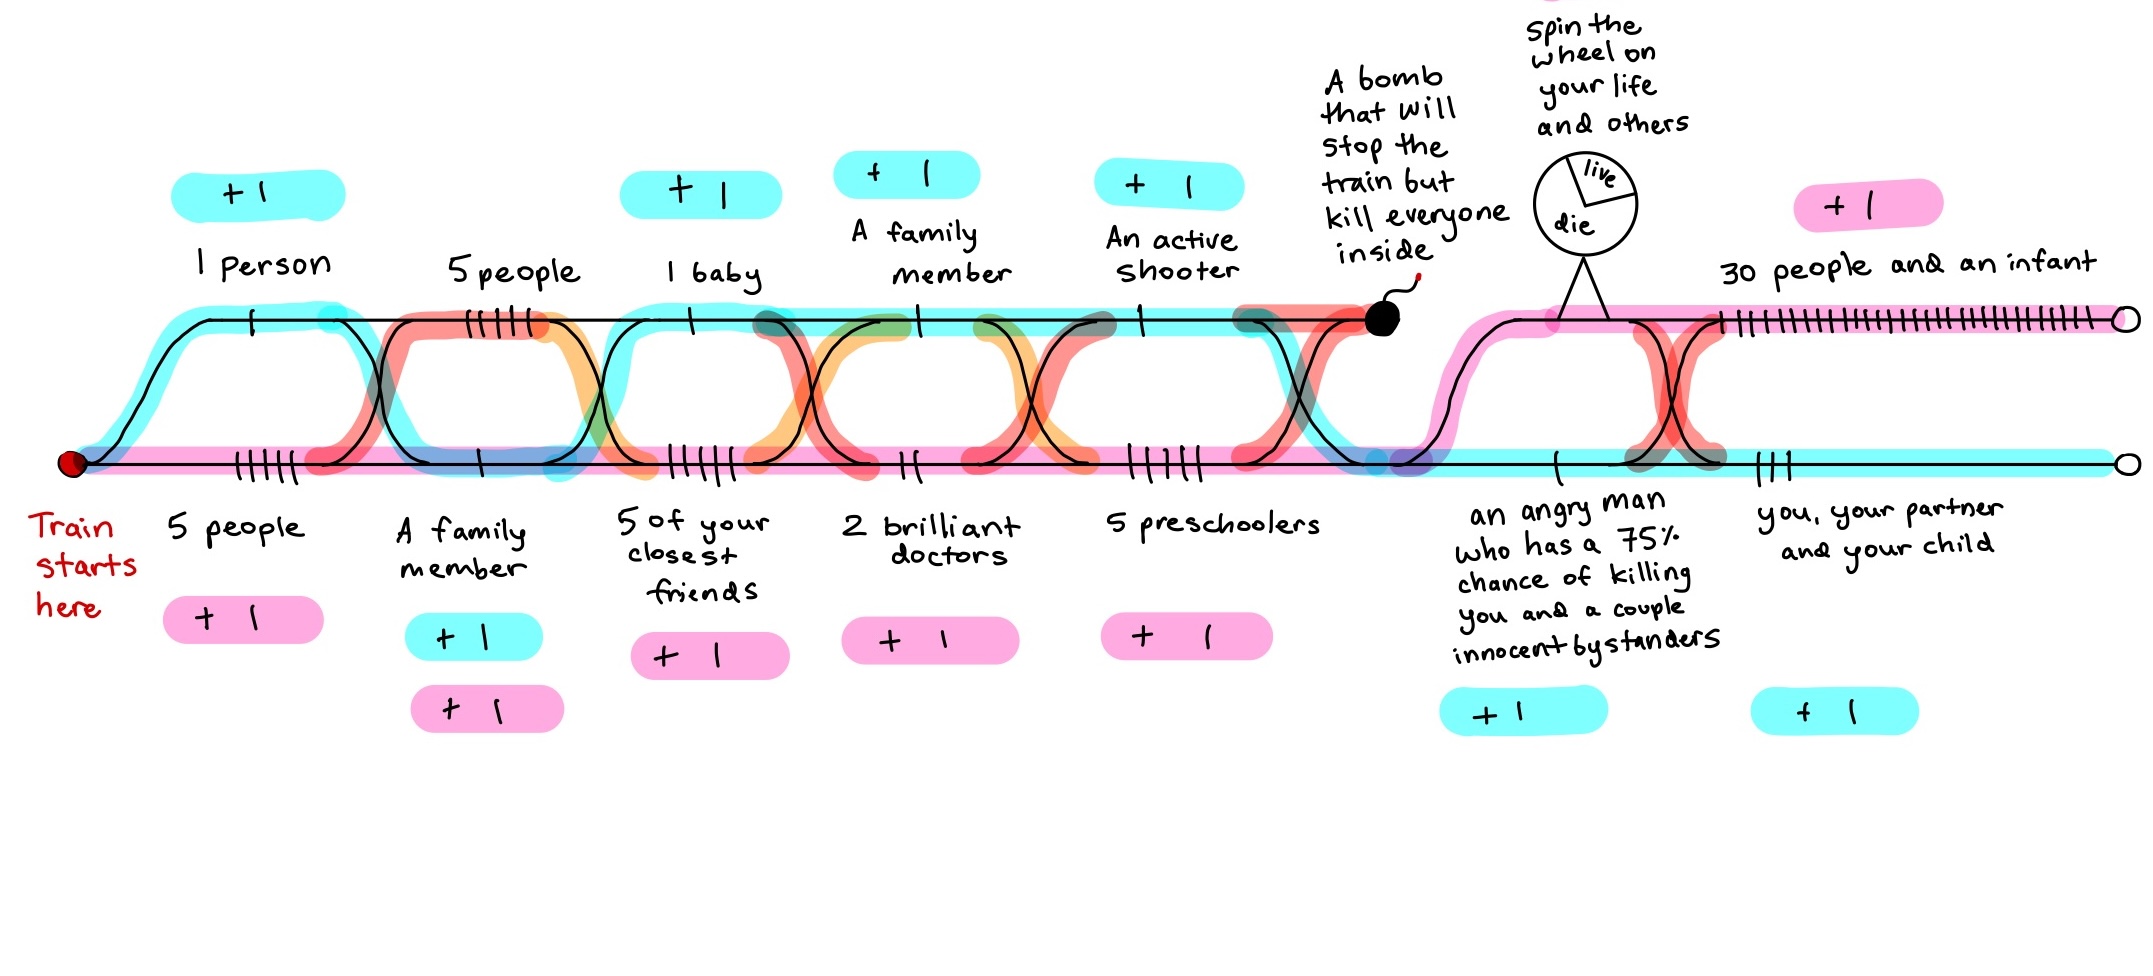 spin the
wheel on
your life
and others
live
die
A bomb
that will
stop the
train but
kill everyone
inside
+ 1
1 person
5 people
+ 1
1 baby
+ 1
A family
member
+ 1
An active
shooter
+ 1
30 people and an infant
Train
starts
here
5 people
+ 1
A family
member
+ 1
+ 1
5 of your
closest
friends
+ 1
2 brilliant
doctors
+ 1
5 preschoolers
+ 1
an angry man
who has a 75%
chance of killing
you and a couple
innocent bystanders
+ 1
you, your partner
and your child
+ 1